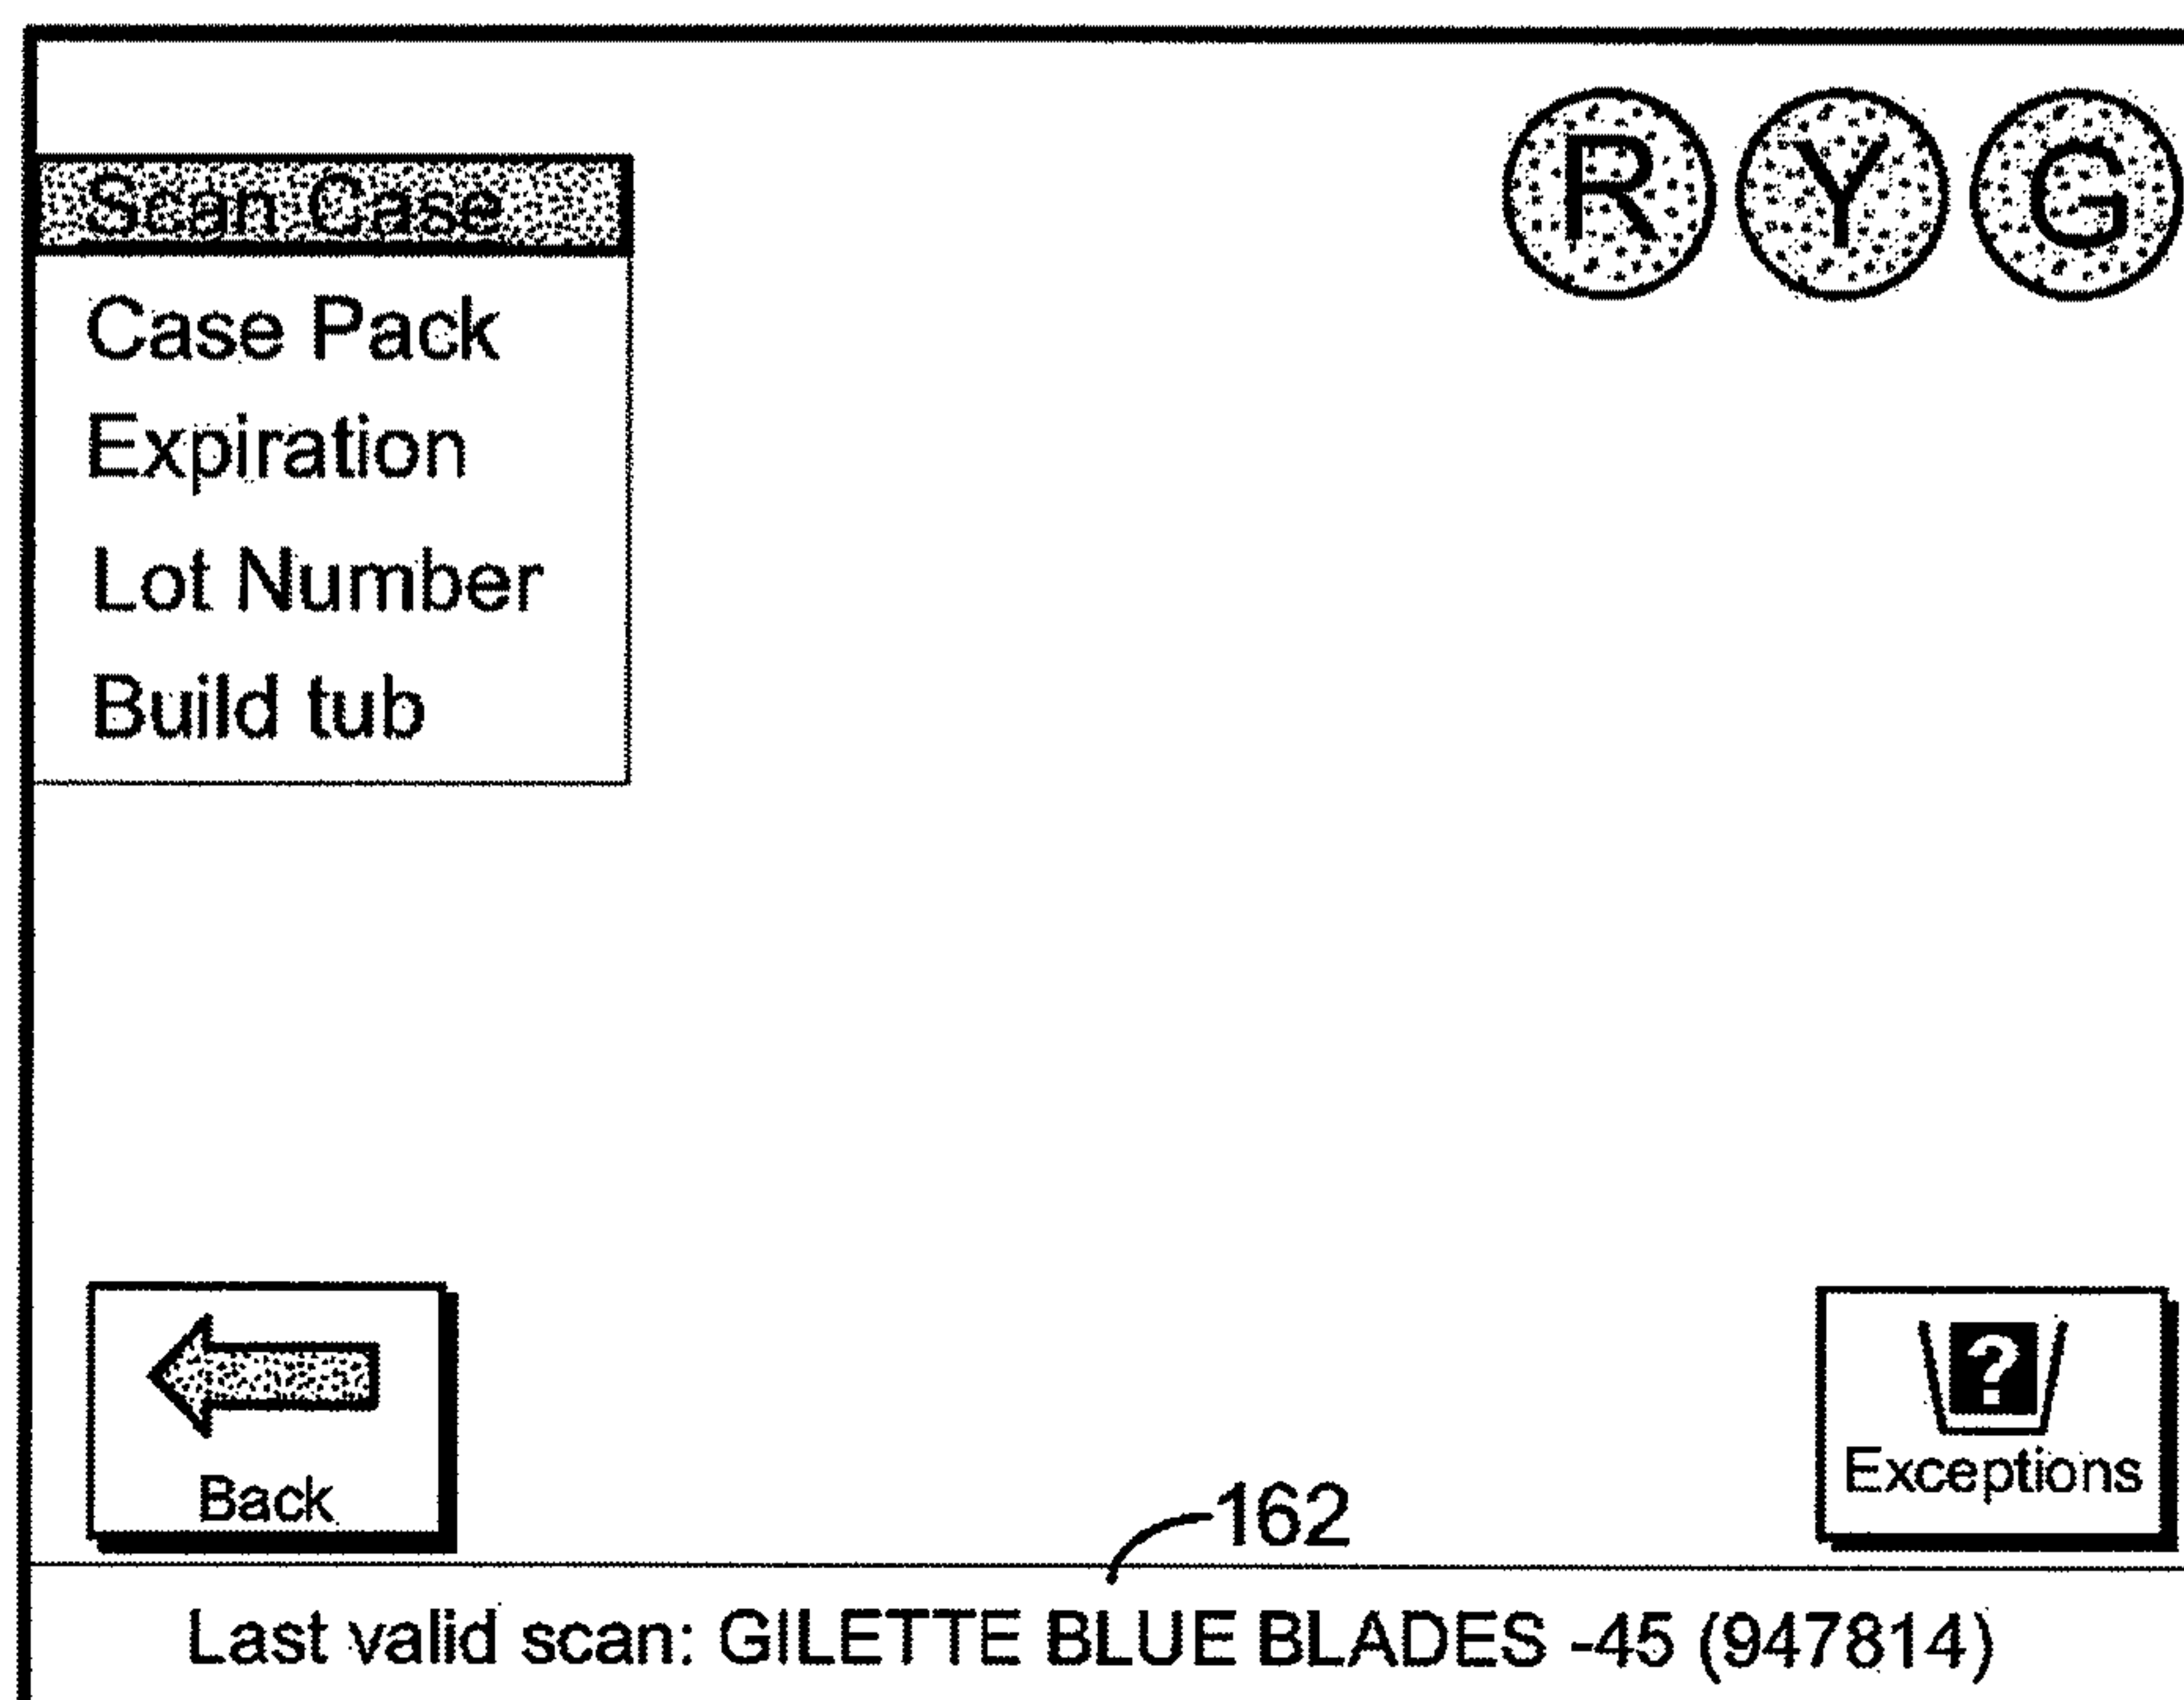 R Y G
Scan Case
Case Pack
Expiration
Lot Number
Build tub
?
Back
Exceptions
162
Last valid scan: GILETTE BLUE BLADES -45 (947814)